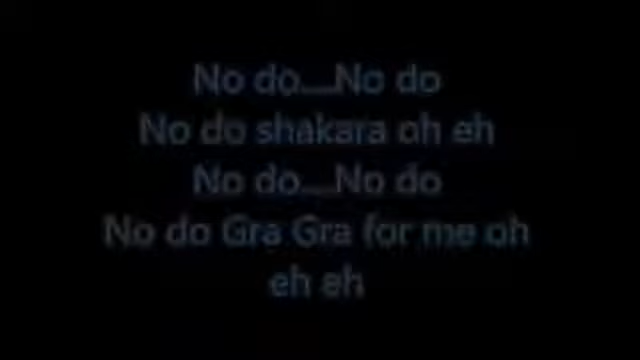 No do....No do
No do shakara oh eh
No do....No do
No do Gra Gra for me oh
eh eh